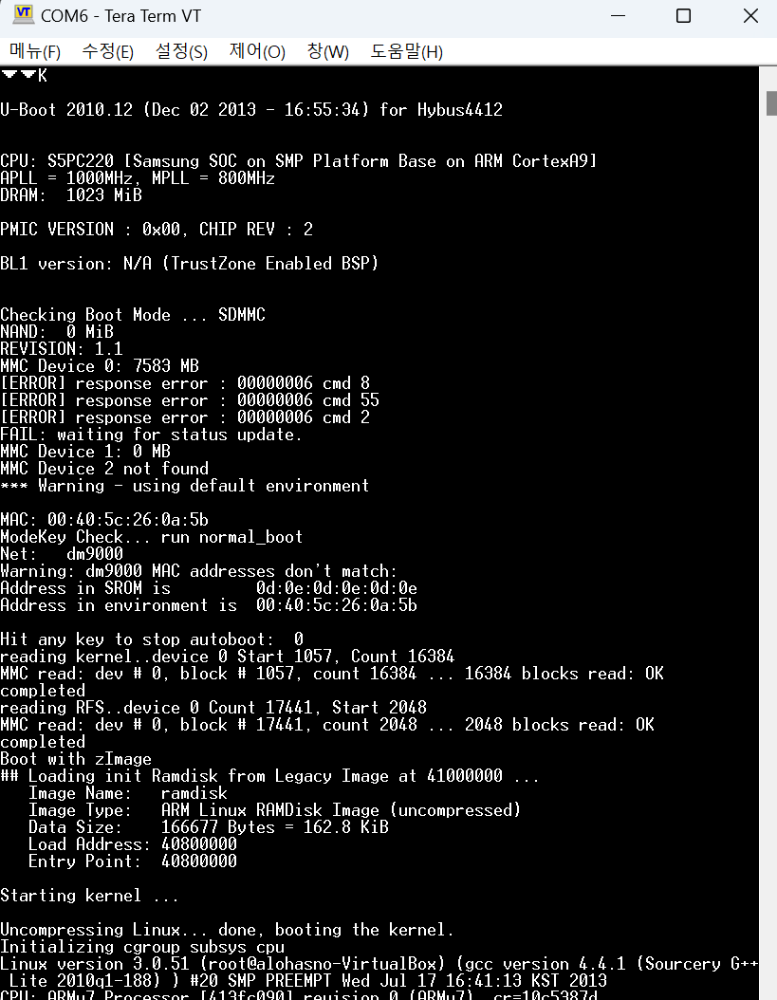 COM6 - Tera Term VT
메뉴(F) 수정(E) 설정(S) 제어(O) 창(W) 도움말(H)
K
U-Boot 2010.12 (Dec 02 2013 - 16:55:34) for Hybus4412
CPU: S5PC220 [Samsung SOC on SMP Platform Base on ARM CortexA9]
APLL = 1000MHz, MPLL = 800MHz
DRAM:  1023 MiB
PMIC VERSION : 0x00, CHIP REV : 2
BL1 version: N/A (TrustZone Enabled BSP)
Checking Boot Mode ... SDMMC
NAND:  0 MiB
REVISION: 1.1
MMC Device 0: 7583 MB
[ERROR] response error : 00000006 cmd 8
[ERROR] response error : 00000006 cmd 55
[ERROR] response error : 00000006 cmd 2
FAIL: waiting for status update.
MMC Device 1: 0 MB
MMC Device 2 not found
*** Warning - using default environment
MAC: 00:40:5c:26:0a:5b
ModeKey Check... run normal_boot
Net:   dm9000
Warning: dm9000 MAC addresses don't match:
Address in SROM is         0d:0e:0d:0e:0d:0e
Address in environment is  00:40:5c:26:0a:5b
Hit any key to stop autoboot:  0
reading kernel..device 0 Start 1057, Count 16384
MMC read: dev # 0, block # 1057, count 16384 ... 16384 blocks read: OK
completed
reading RFS..device 0 Count 17441, Start 2048
MMC read: dev # 0, block # 17441, count 2048 ... 2048 blocks read: OK
completed
Boot with zImage
## Loading init Ramdisk from Legacy Image at 41000000 ...
   Image Name:   ramdisk
   Image Type:   ARM Linux RAMDisk Image (uncompressed)
   Data Size:    166677 Bytes = 162.8 KiB
   Load Address: 40800000
   Entry Point:  40800000
Starting kernel ...
Uncompressing Linux... done, booting the kernel.
Initializing cgroup subsys cpu
Linux version 3.0.51 (root@alohasno-VirtualBox) (gcc version 4.4.1 (Sourcery G++
 Lite 2010q1-188) ) #20 SMP PREEMPT Wed Jul 17 16:41:13 KST 2013
CPU: ARMv7 Processor [413fc090] revision 0 (ARMv7), cr=10c5387d